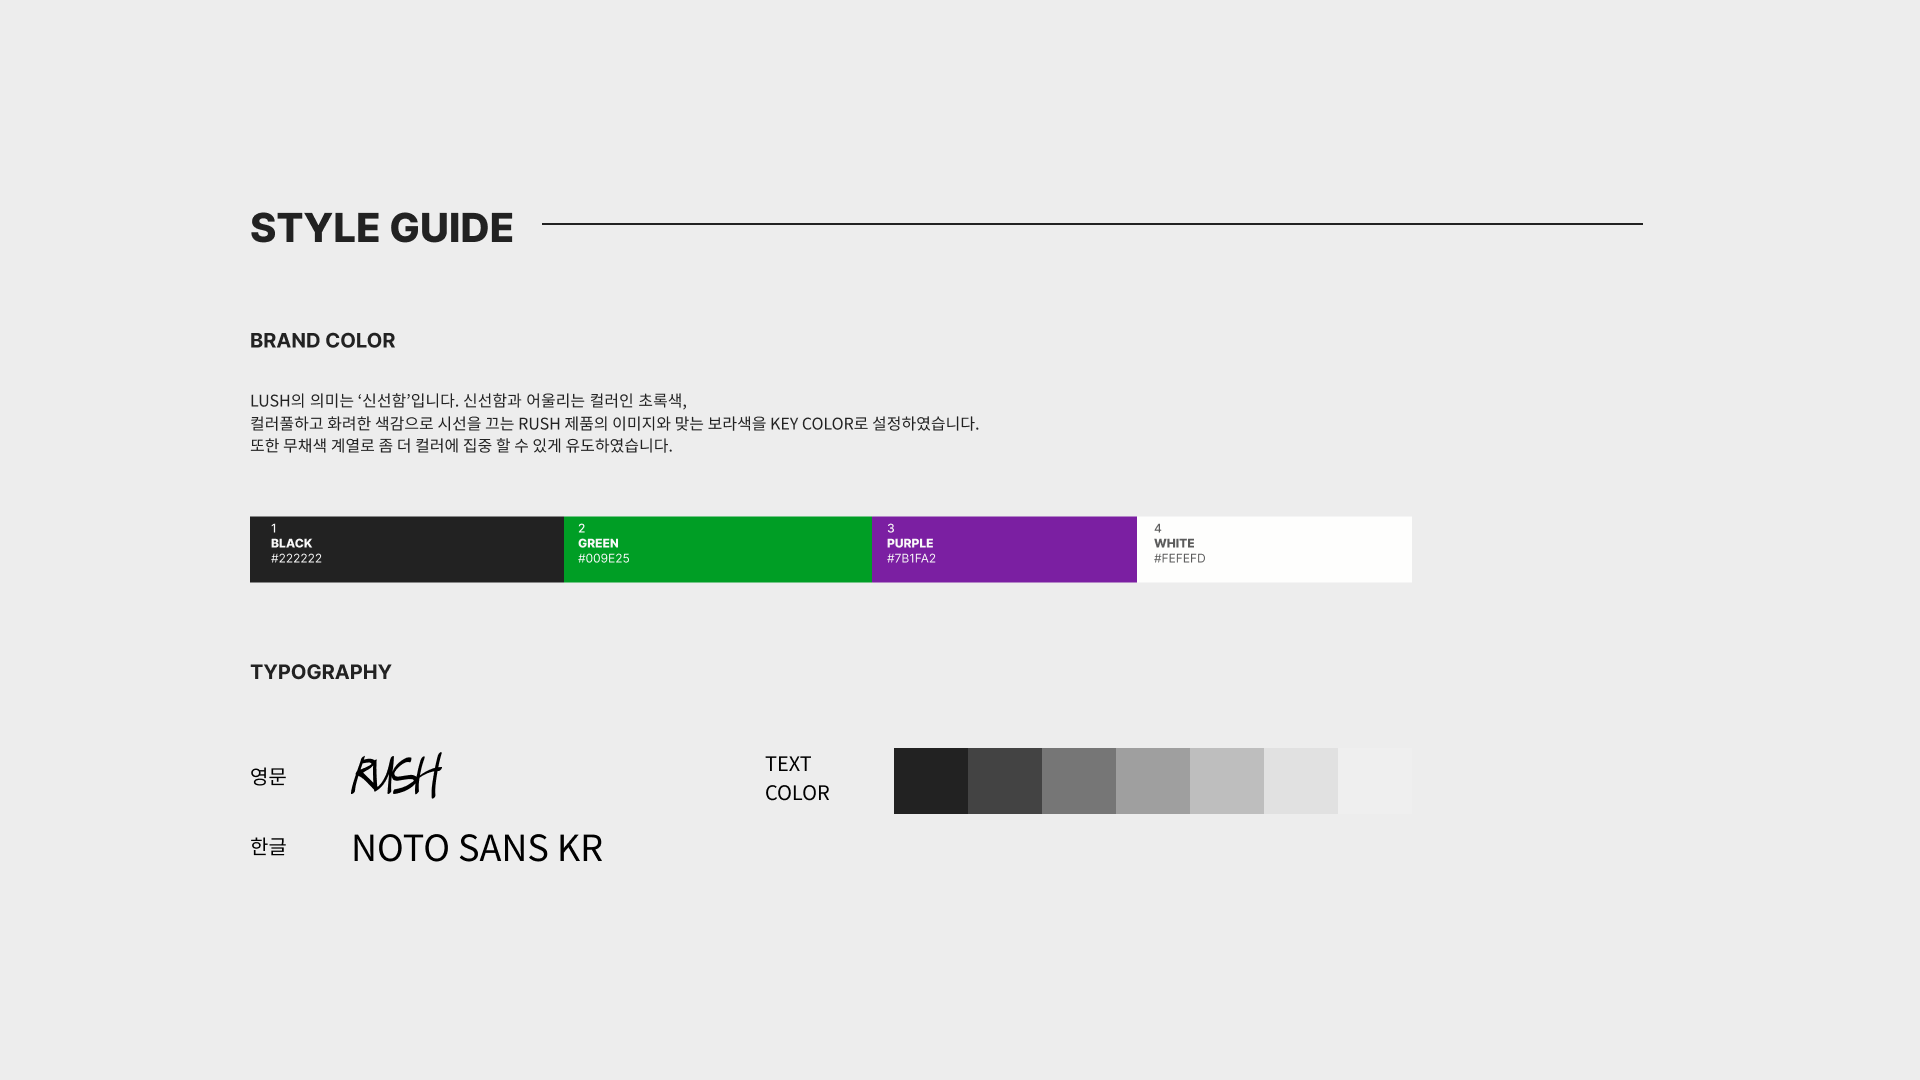 STYLE GUIDE
BRAND COLOR
LUSH의 의미는 ‘신선함’입니다. 신선함과 어울리는 컬러인 초록색,
컬러풀하고 화려한 색감으로 시선을 끄는 RUSH 제품의 이미지와 맞는 보라색을 KEY COLOR로 설정하였습니다.
또한 무채색 계열로 좀 더 컬러에 집중 할 수 있게 유도하였습니다.
1
BLACK
#222222
2
GREEN
#009E25
3
PURPLE
#7B1FA2
4
WHITE
#FEFEFD
TYPOGRAPHY
영문
RUSH
한글
NOTO SANS KR
TEXT
COLOR